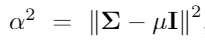 α² = ‖Σ − μI‖².